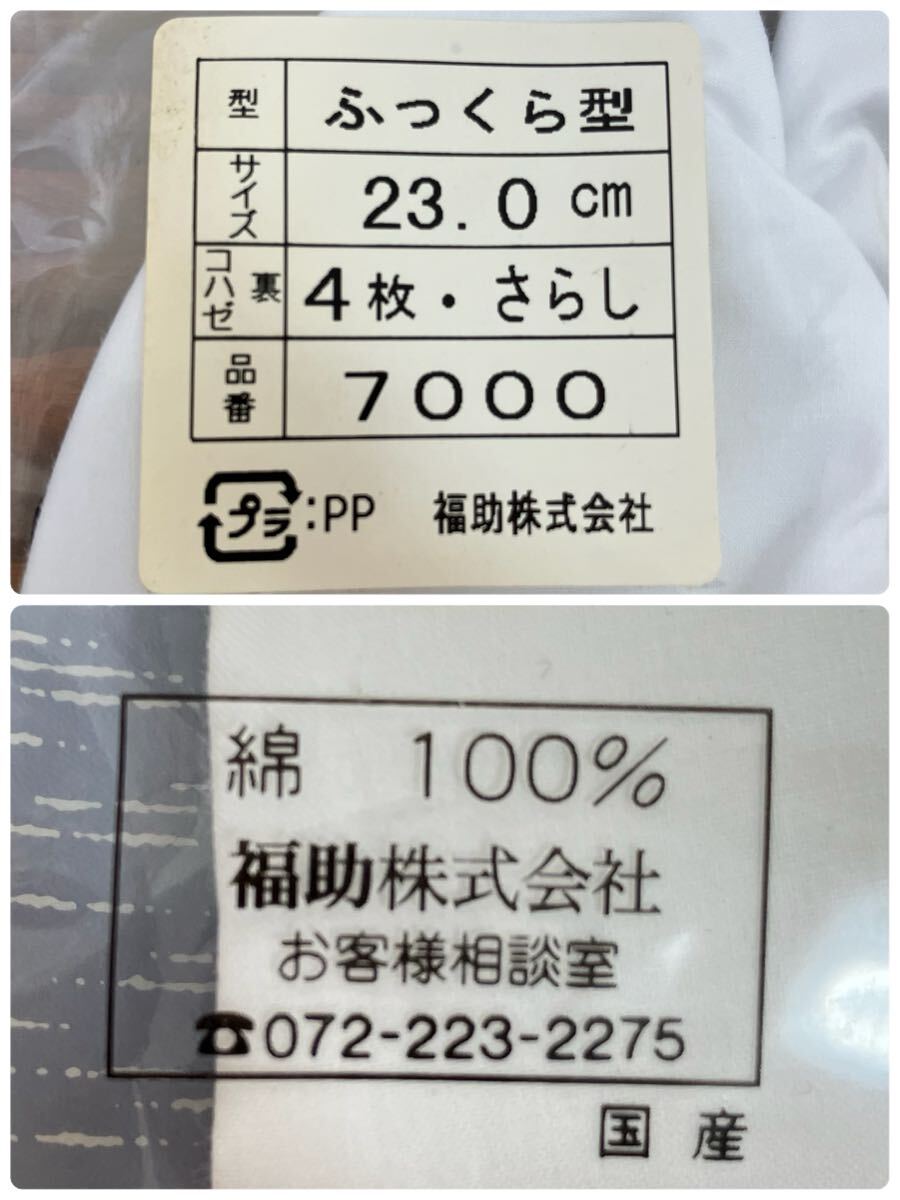 型 ふっくら型
サイズ 23.0 cm
コハゼ 裏 4枚・さらし
品番 7000
プラ:PP 福助株式会社
綿 100%
福助株式会社
お客様相談室
☎072-223-2275
国産